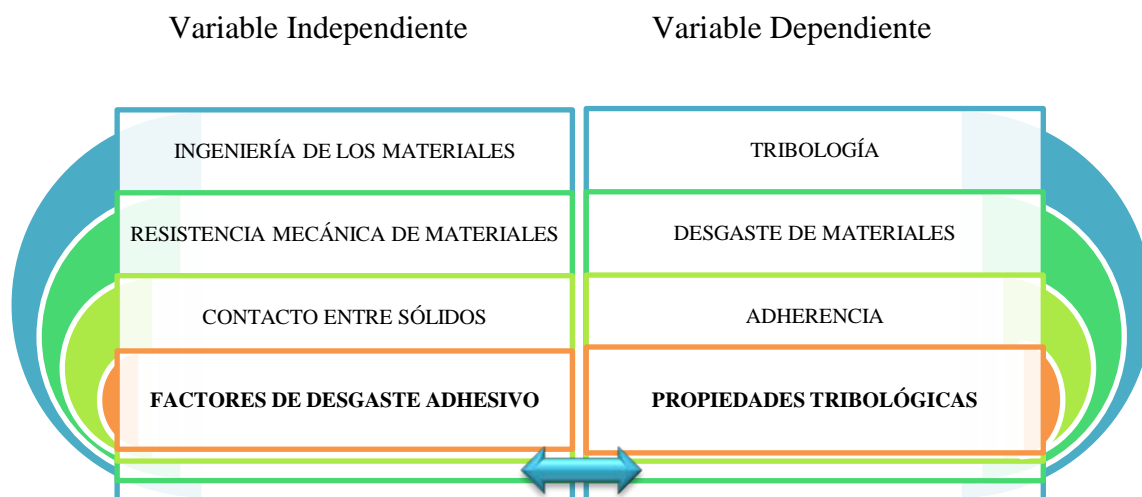 Variable Independiente
Variable Dependiente
INGENIERÍA DE LOS MATERIALES
TRIBOLOGÍA
RESISTENCIA MECÁNICA DE MATERIALES
DESGASTE DE MATERIALES
CONTACTO ENTRE SÓLIDOS
ADHERENCIA
FACTORES DE DESGASTE ADHESIVO
PROPIEDADES TRIBOLÓGICAS